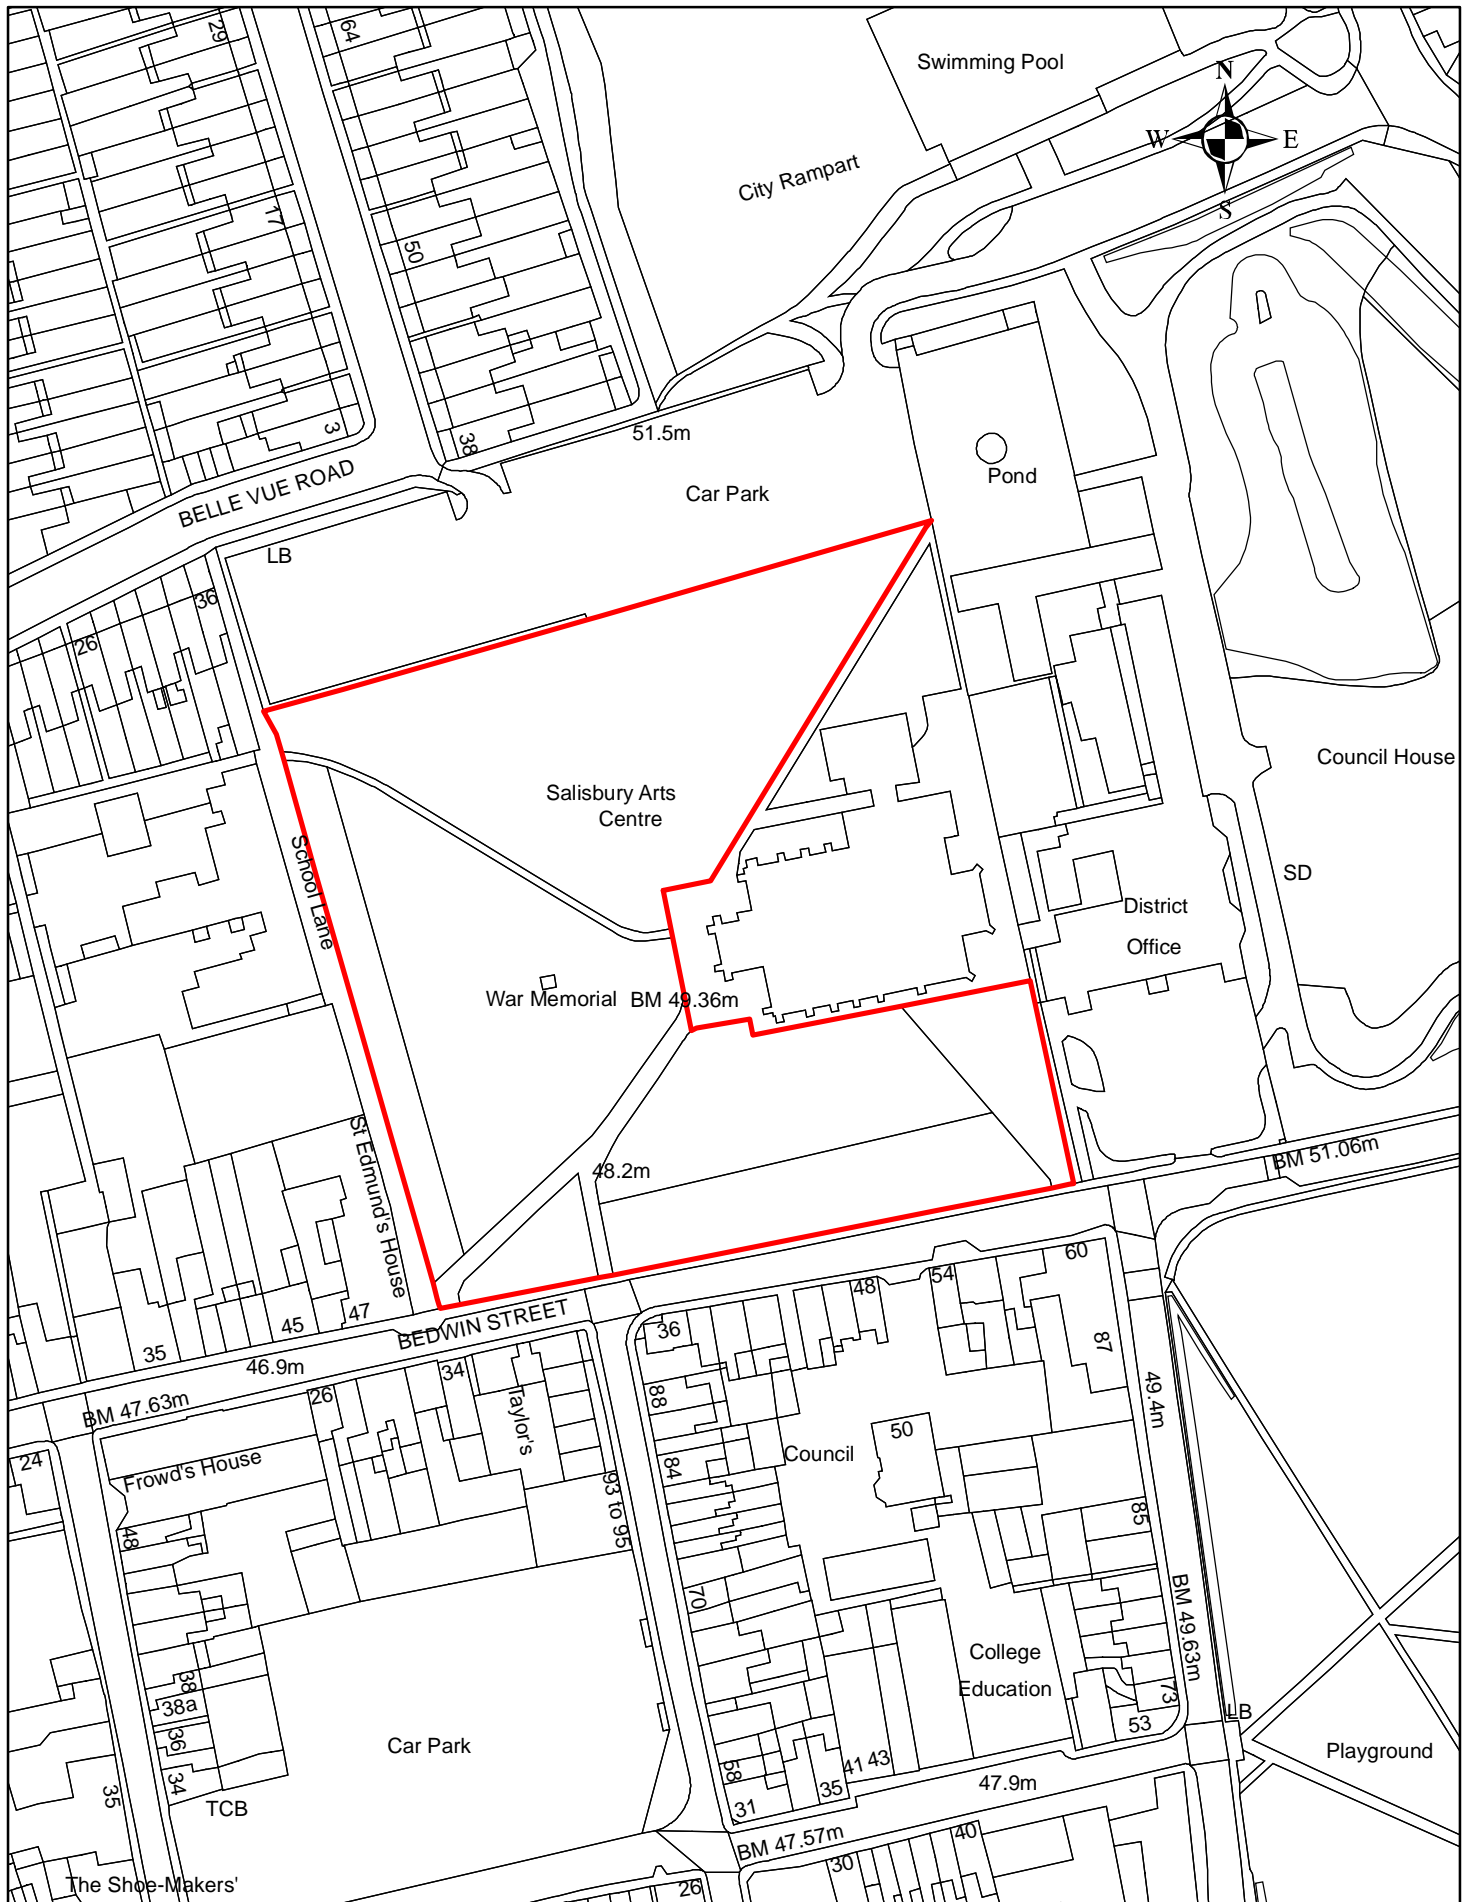 29
64
Swimming Pool
N
W
E
S
City Rampart
17
50
3
38
51.5m
BELLE VUE ROAD
Car Park
Pond
LB
36
26
Council House
Salisbury Arts
Centre
School Lane
SD
District
Office
War Memorial
BM 49.36m
St Edmund's House
48.2m
BM 51.06m
60
54
48
47
45
35
36
BEDWIN STREET
46.9m
87
34
26
BM 47.63m
88
Taylor's
49.4m
50
Council
24
Frowd's House
84
93 to 95
85
48
70
BM 49.63m
College
Education
38
38a
36
34
73
53
LB
Car Park
Playground
58
41
43
35
31
47.9m
35
TCB
BM 47.57m
40
30
26
The Shoe-Makers'